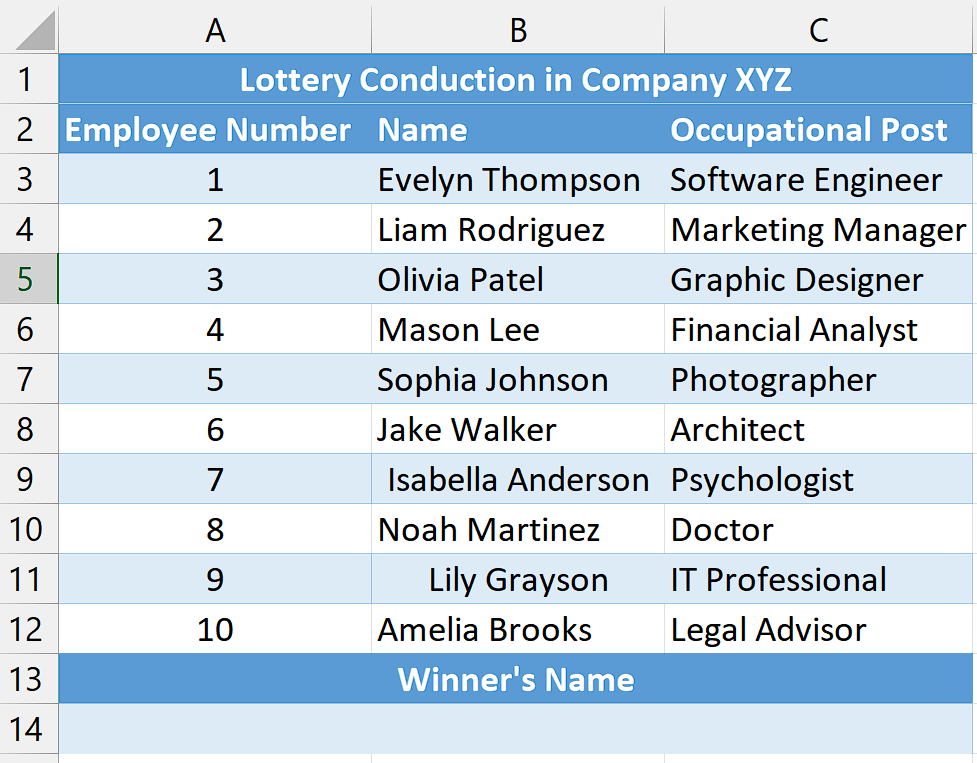 A B C
1 Lottery Conduction in Company XYZ
2 Employee Number Name Occupational Post
3 1 Evelyn Thompson Software Engineer
4 2 Liam Rodriguez Marketing Manager
5 3 Olivia Patel Graphic Designer
6 4 Mason Lee Financial Analyst
7 5 Sophia Johnson Photographer
8 6 Jake Walker Architect
9 7 Isabella Anderson Psychologist
10 8 Noah Martinez Doctor
11 9 Lily Grayson IT Professional
12 10 Amelia Brooks Legal Advisor
13 Winner's Name
14